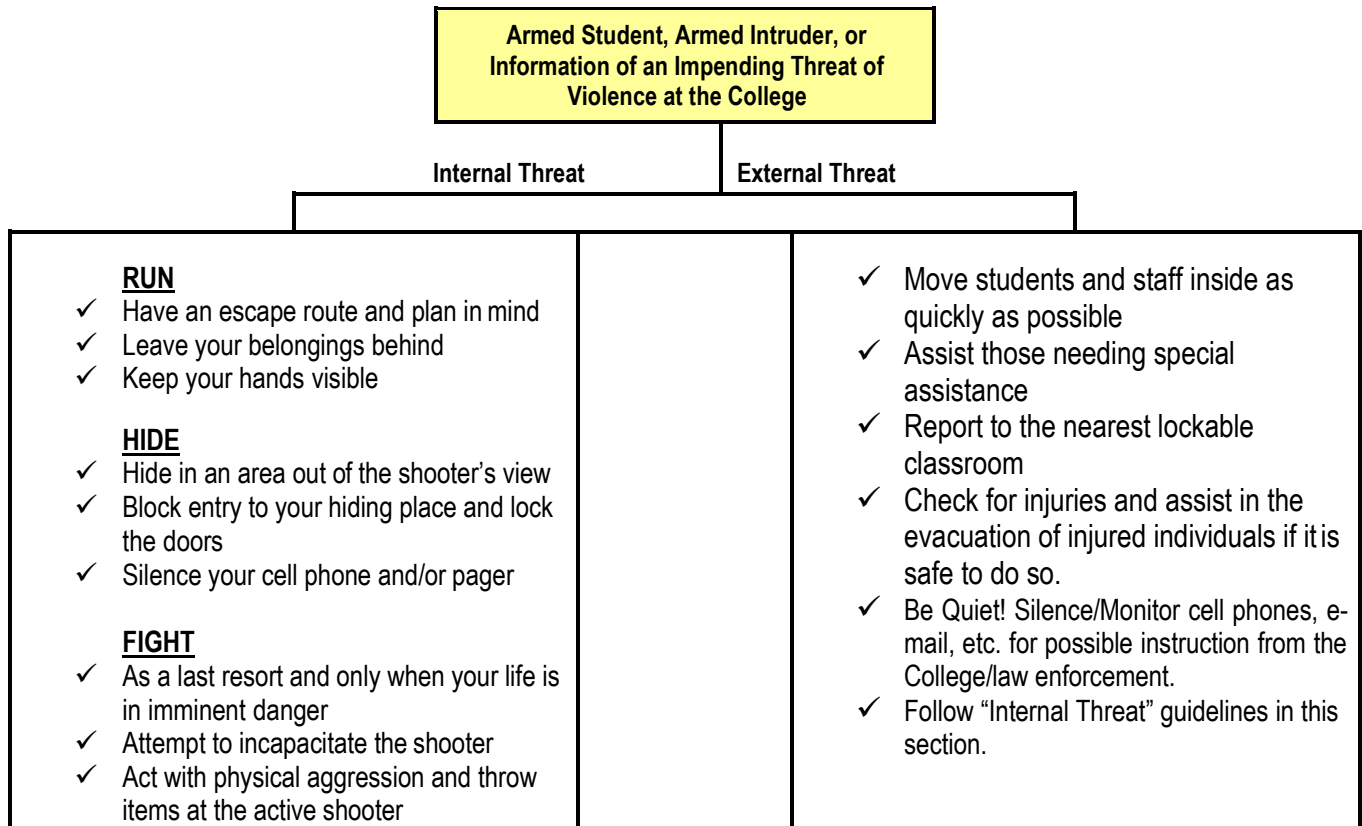 Armed Student, Armed Intruder, or
Information of an Impending Threat of
Violence at the College
Internal Threat
External Threat
RUN
✓ Have an escape route and plan in mind
✓ Leave your belongings behind
✓ Keep your hands visible
HIDE
✓ Hide in an area out of the shooter’s view
✓ Block entry to your hiding place and lock
the doors
✓ Silence your cell phone and/or pager
FIGHT
✓ As a last resort and only when your life is
in imminent danger
✓ Attempt to incapacitate the shooter
✓ Act with physical aggression and throw
items at the active shooter
✓ Move students and staff inside as
quickly as possible
✓ Assist those needing special
assistance
✓ Report to the nearest lockable
classroom
✓ Check for injuries and assist in the
evacuation of injured individuals if it is
safe to do so.
✓ Be Quiet! Silence/Monitor cell phones, e-
mail, etc. for possible instruction from the
College/law enforcement.
✓ Follow “Internal Threat” guidelines in this
section.